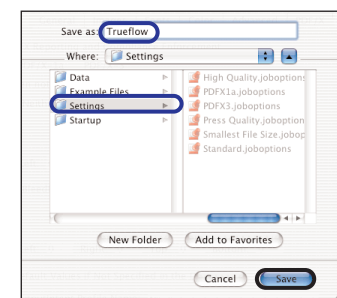 Save as: Trueflow
Where: Settings
Data
Example Files
Settings
Startup
High Quality.joboptions
PDFX1a.joboptions
PDFX3.joboptions
Press Quality.joboption
Smallest File Size.jobop
Standard.joboptions
New Folder
Add to Favorites
Cancel
Save